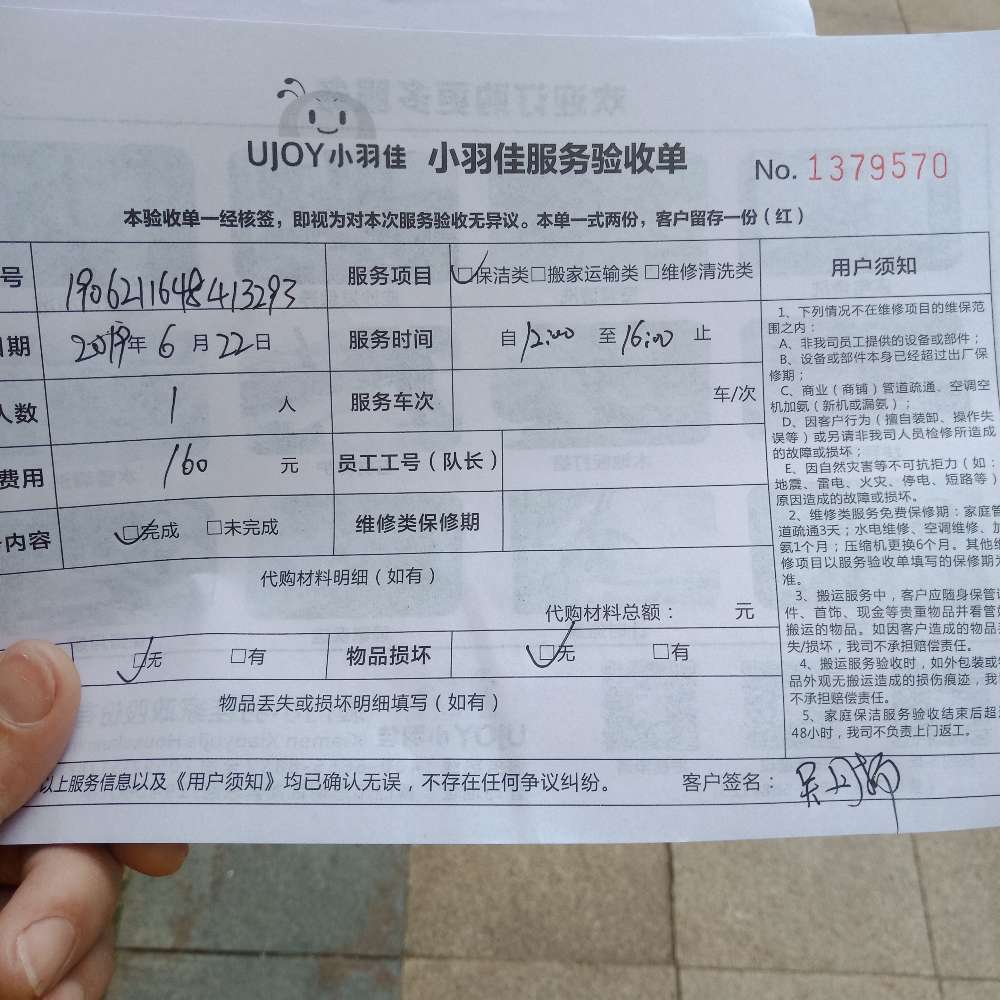 UJOY小羽佳 小羽佳服务验收单 No. 1379570
本验收单一经核签，即视为对本次服务验收无异议。本单一式两份，客户留存一份（红）
号 1906211648413293 服务项目 □保洁类□搬家运输类 □维修清洗类
日期 2019年 6 月 22日 服务时间 自 12:00 至 16:00 止
人数 1 人 服务车次 车/次
费用 160 元 员工工号（队长）
内容 □完成 □未完成 维修类保修期
代购材料明细（如有）
代购材料总额： 元
□无 □有 物品损坏 □无 □有
物品丢失或损坏明细填写（如有）
以上服务信息以及《用户须知》均已确认无误，不存在任何争议纠纷。 客户签名：
用户须知
1、下列情况不在维修项目的维保范
围之内：
A、非我司员工提供的设备或部件；
B、设备或部件本身已经超过出厂保
修期；
C、商业（商铺）管道疏通、空调空
机加氨（新机或漏氨）；
D、因客户行为（擅自装卸、操作失
误等）或另请非我司人员检修所造成
的故障或损坏；
E、因自然灾害等不可抗拒力（如：
地震、雷电、火灾、停电、短路等）
原因造成的故障或损坏。
2、维修类服务免费保修期：家庭管
道疏通3天；水电维修、空调维修、加
氨1个月；压缩机更换6个月。其他维
修项目以服务验收单填写的保修期为
准。
3、搬运服务中，客户应随身保管证
件、首饰、现金等贵重物品并看管好
搬运的物品。如因客户造成的物品丢
失/损坏，我司不承担赔偿责任。
4、搬运服务验收时，如外包装或物
品外观无搬运造成的损伤痕迹，我司
不承担赔偿责任。
5、家庭保洁服务验收结束后超过
48小时，我司不负责上门返工。